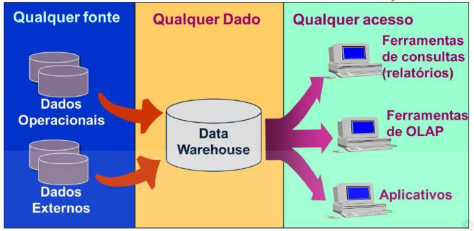 Qualquer fonte
Qualquer Dado
Qualquer acesso
Dados
Operacionais
Dados
Externos
Data
Warehouse
Ferramentas
de consultas
(relatórios)
Ferramentas
de OLAP
Aplicativos